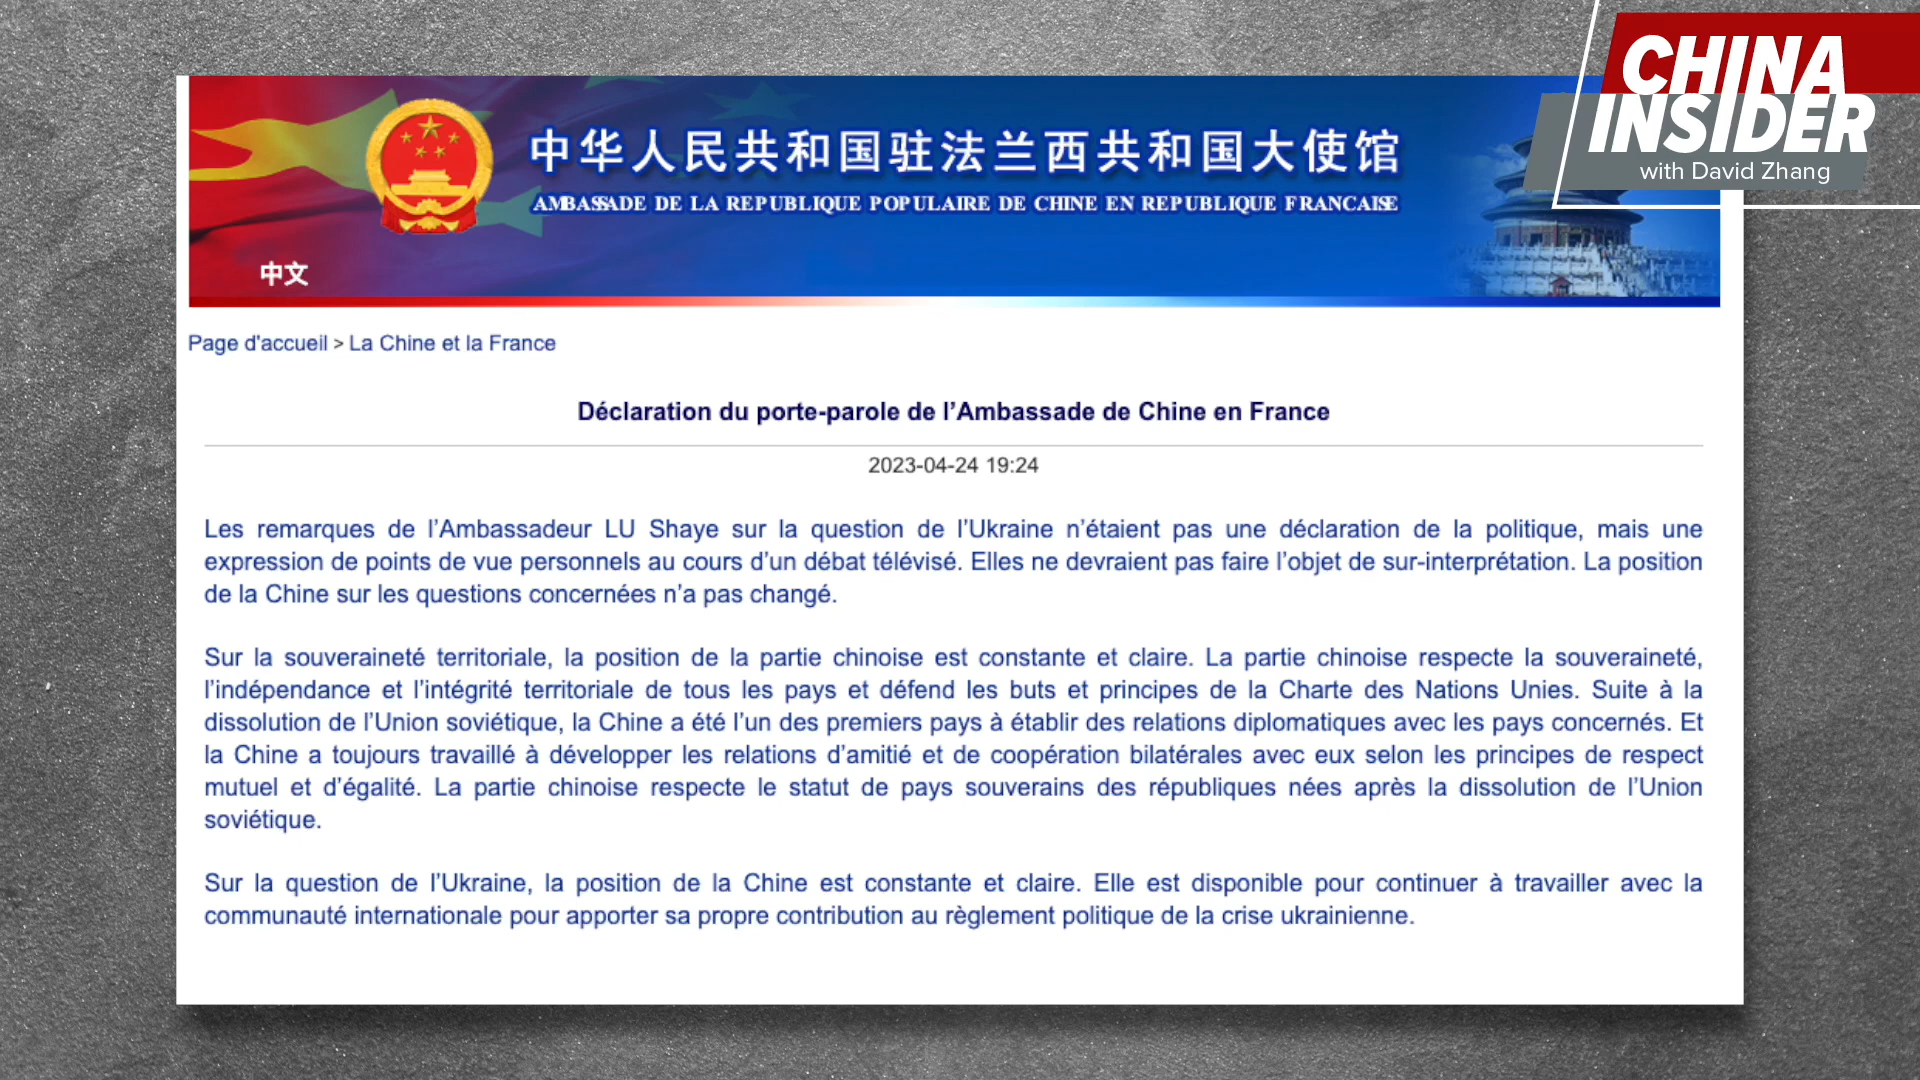 CHINA
INSIDER
with David Zhang
中华人民共和国驻法兰西共和国大使馆
AMBASSADE DE LA REPUBLIQUE POPULAIRE DE CHINE EN REPUBLIQUE FRANCAISE
中文
Page d'accueil > La Chine et la France
Déclaration du porte-parole de l’Ambassade de Chine en France
2023-04-24 19:24
Les remarques de l’Ambassadeur LU Shaye sur la question de l’Ukraine n’étaient pas une déclaration de la politique, mais une
expression de points de vue personnels au cours d’un débat télévisé. Elles ne devraient pas faire l’objet de sur-interprétation. La position
de la Chine sur les questions concernées n’a pas changé.
Sur la souveraineté territoriale, la position de la partie chinoise est constante et claire. La partie chinoise respecte la souveraineté,
l’indépendance et l’intégrité territoriale de tous les pays et défend les buts et principes de la Charte des Nations Unies. Suite à la
dissolution de l’Union soviétique, la Chine a été l’un des premiers pays à établir des relations diplomatiques avec les pays concernés. Et
la Chine a toujours travaillé à développer les relations d’amitié et de coopération bilatérales avec eux selon les principes de respect
mutuel et d’égalité. La partie chinoise respecte le statut de pays souverains des républiques nées après la dissolution de l’Union
soviétique.
Sur la question de l’Ukraine, la position de la Chine est constante et claire. Elle est disponible pour continuer à travailler avec la
communauté internationale pour apporter sa propre contribution au règlement politique de la crise ukrainienne.